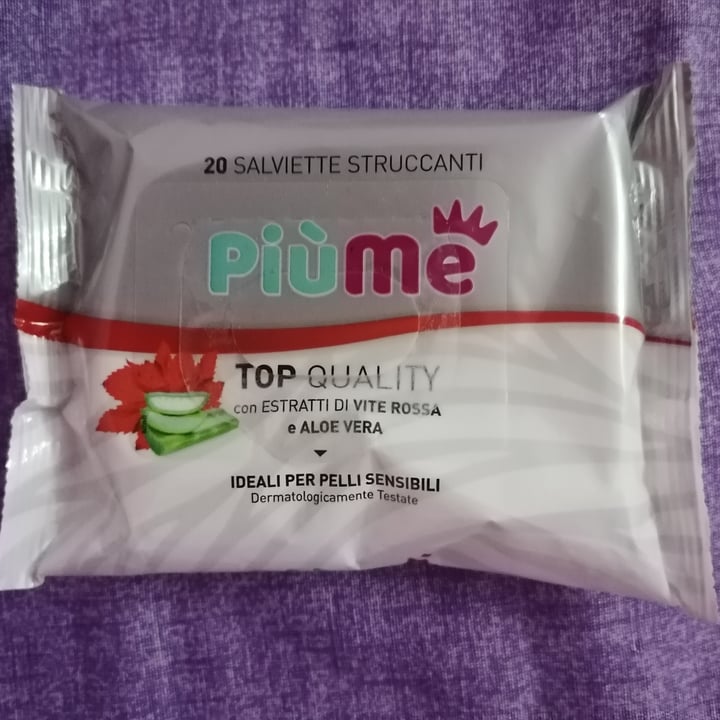 20 SALVIETTE STRUCCANTI
PiùMe
TOP QUALITY
con ESTRATTI DI VITE ROSSA
e ALOE VERA
IDEALI PER PELLI SENSIBILI
Dermatologicamente Testate